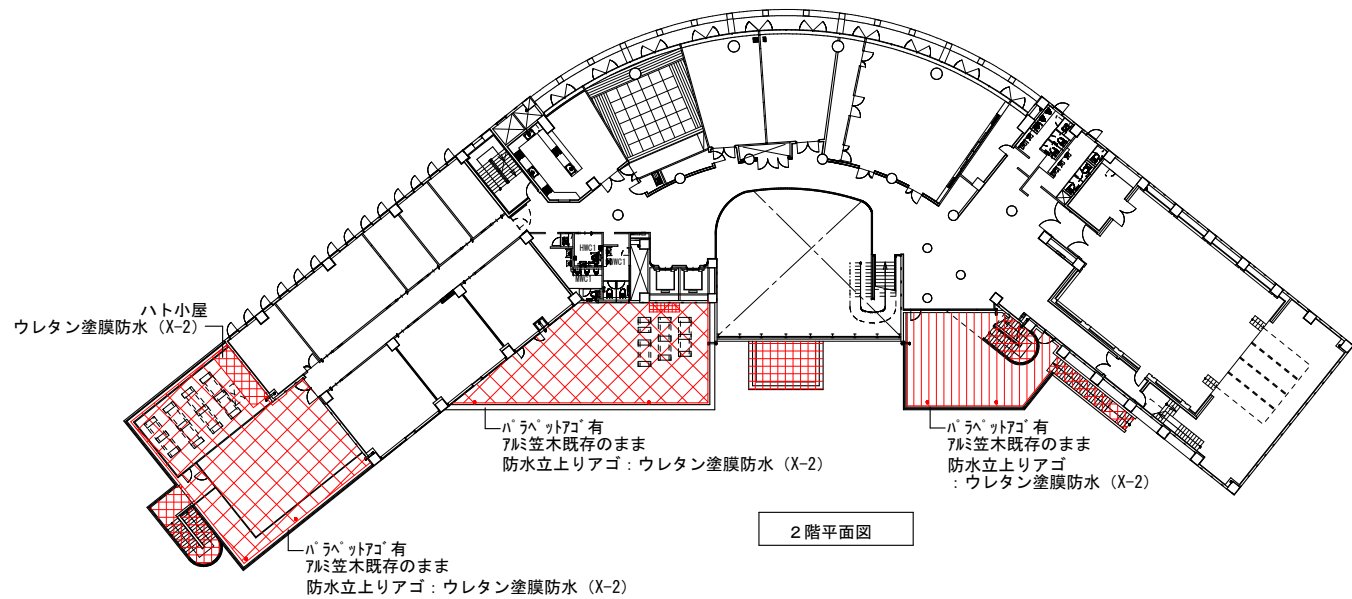 HWC1
WWC1
MWC1
ハト小屋
ウレタン塗膜防水（X-2）
パラペットアゴ有
アルミ笠木既存のまま
防水立上りアゴ：ウレタン塗膜防水（X-2）
パラペットアゴ有
アルミ笠木既存のまま
防水立上りアゴ
：ウレタン塗膜防水（X-2）
２階平面図
パラペットアゴ有
アルミ笠木既存のまま
防水立上りアゴ：ウレタン塗膜防水（X-2）